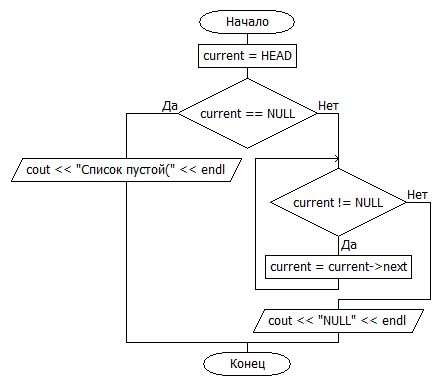 Начало
current = HEAD
current == NULL
Да
Нет
cout << "Список пустой(" << endl
current != NULL
Нет
Да
current = current->next
cout << "NULL" << endl
Конец